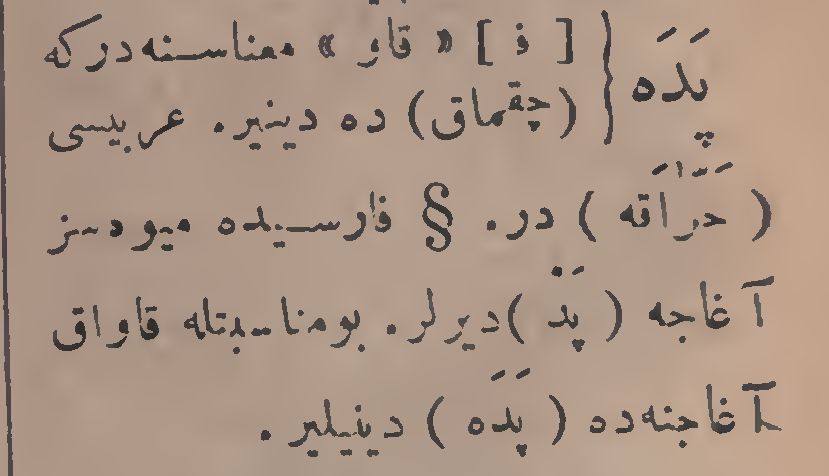 پَدَه { [ ف ] « قاو » معناسنه در که
(چقماق) ده دینیر. عربیسی
( حَرَّاقه ) در. § فارسیده میوه‌سز
آغاجه ( پَدْ ) دیرلر. بومناسبتله قاواق
آغاجنه‌ده ( پَدَه ) دینیلیر.